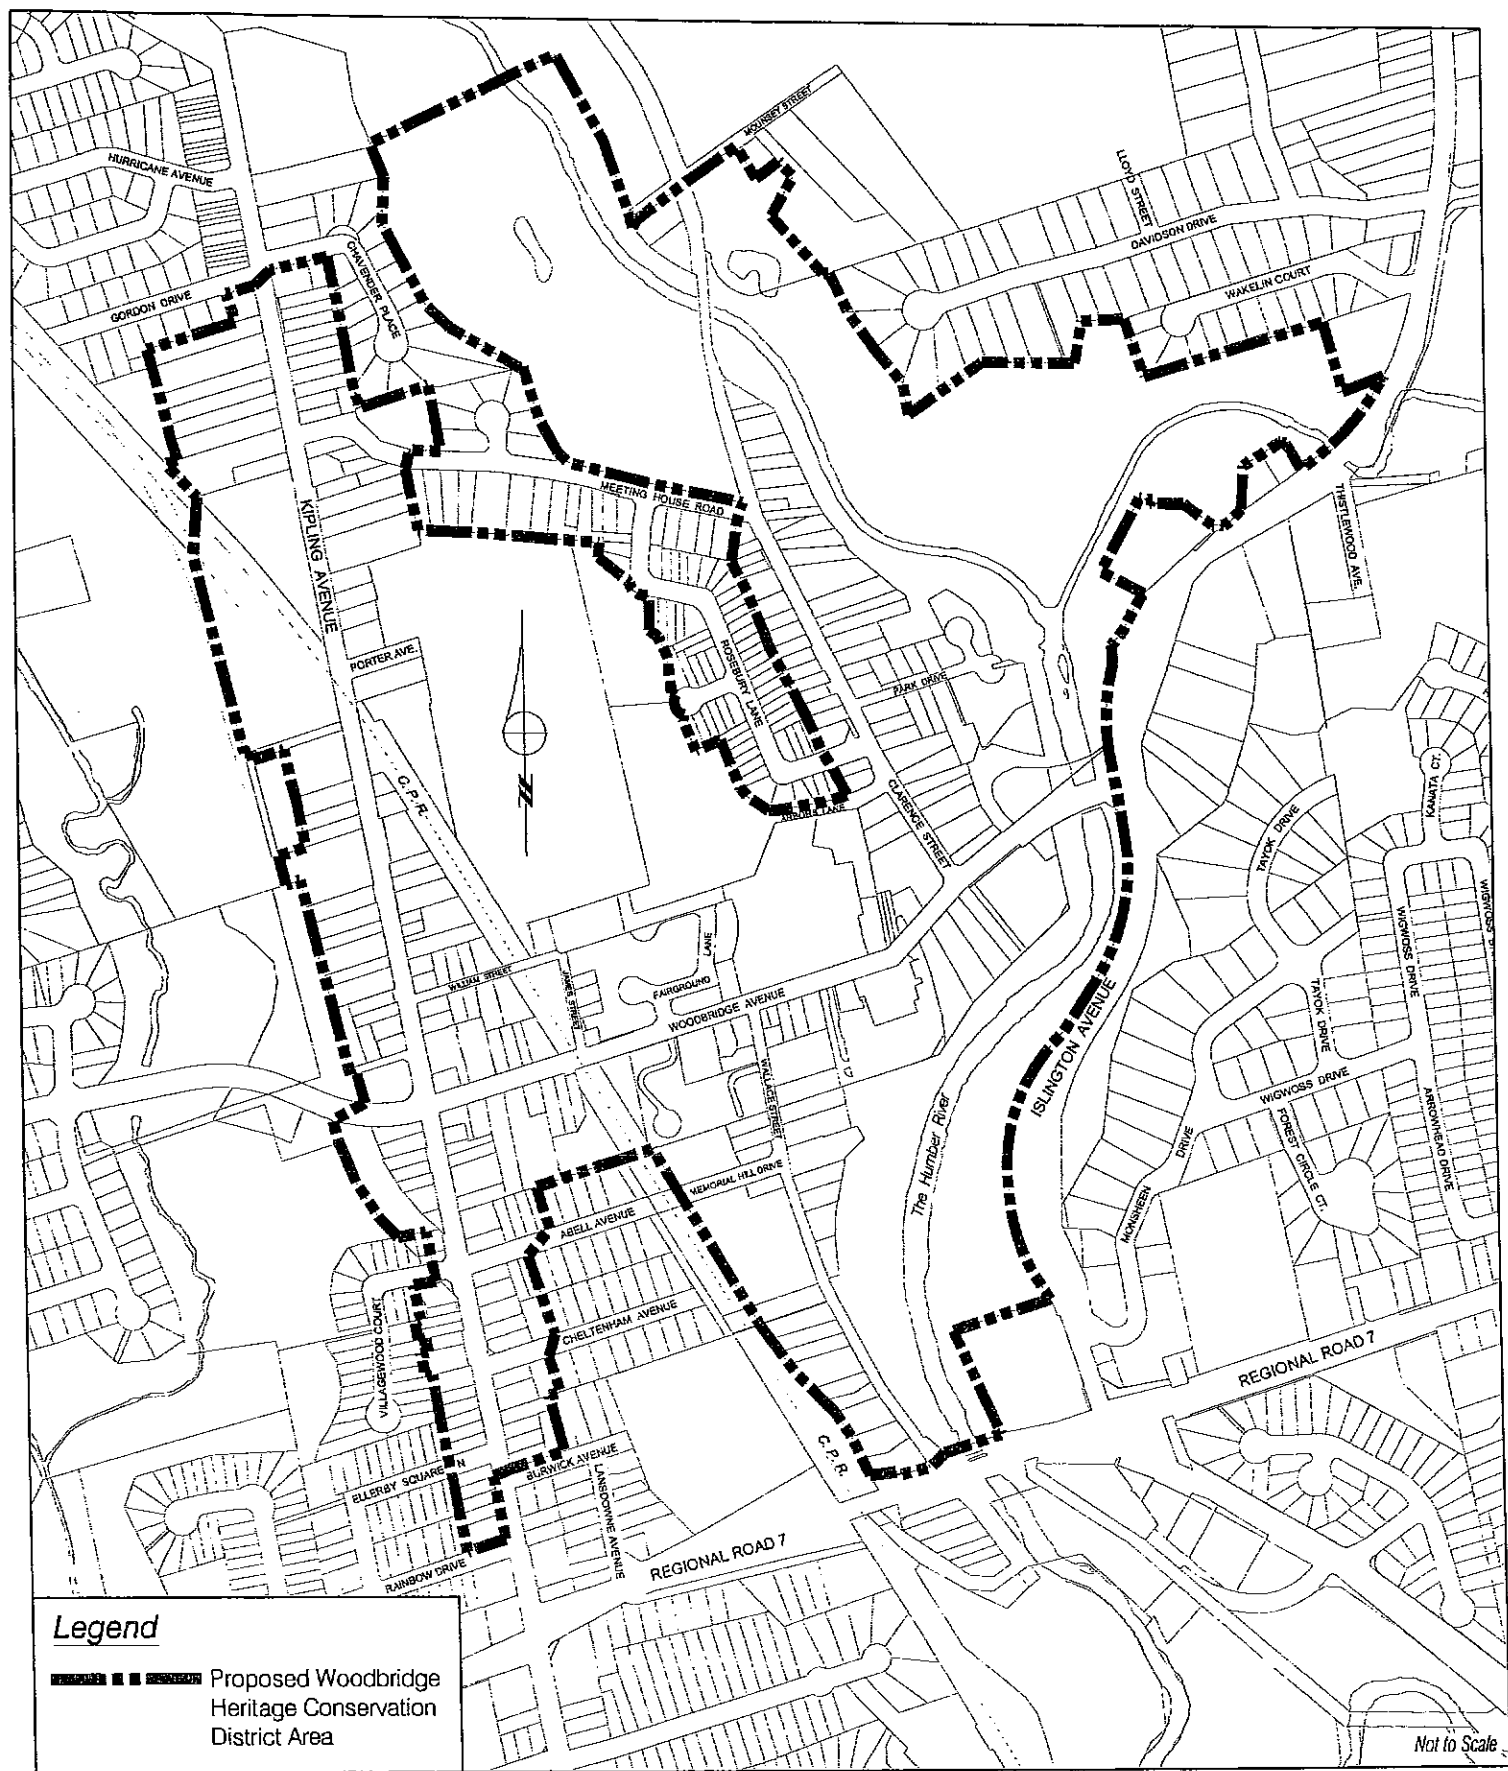 MOUNSEY STREET
HURRICANE AVENUE
LLOYD STREET
DAVIDSON DRIVE
CHAVENDER PLACE
WAKELIN COURT
GORDON DRIVE
MEETING HOUSE ROAD
THISTLEWOOD AVE.
KIPLING AVENUE
PORTER AVE.
ROSEBURY LANE
PARK DRIVE
C. P. R.
N
KANATA CT.
CLARENCE STREET
ARBORS LANE
TAYOK DRIVE
WIGWOSS DRIVE
WIGWOSS
LANE
WILLIAM STREET
JAMES STREET
FAIRGROUND
WOODBRIDGE AVENUE
TAYOK DRIVE
ISLINGTON AVENUE
WALLACE STREET
WIGWOSS DRIVE
The Humber River
FOREST CIRCLE CT.
ARROWHEAD DRIVE
MONSHEEN
DRIVE
MEMORIAL HILL DRIVE
ABELL AVENUE
CHELTENHAM AVENUE
VILLAGEWOOD COURT
REGIONAL ROAD 7
C. P. R.
BURWICK AVENUE
ELLERBY SQUARE N
LANSDOWNE AVENUE
RAINBOW DRIVE
REGIONAL ROAD 7
Legend
Proposed Woodbridge
Heritage Conservation
District Area
Not to Scale